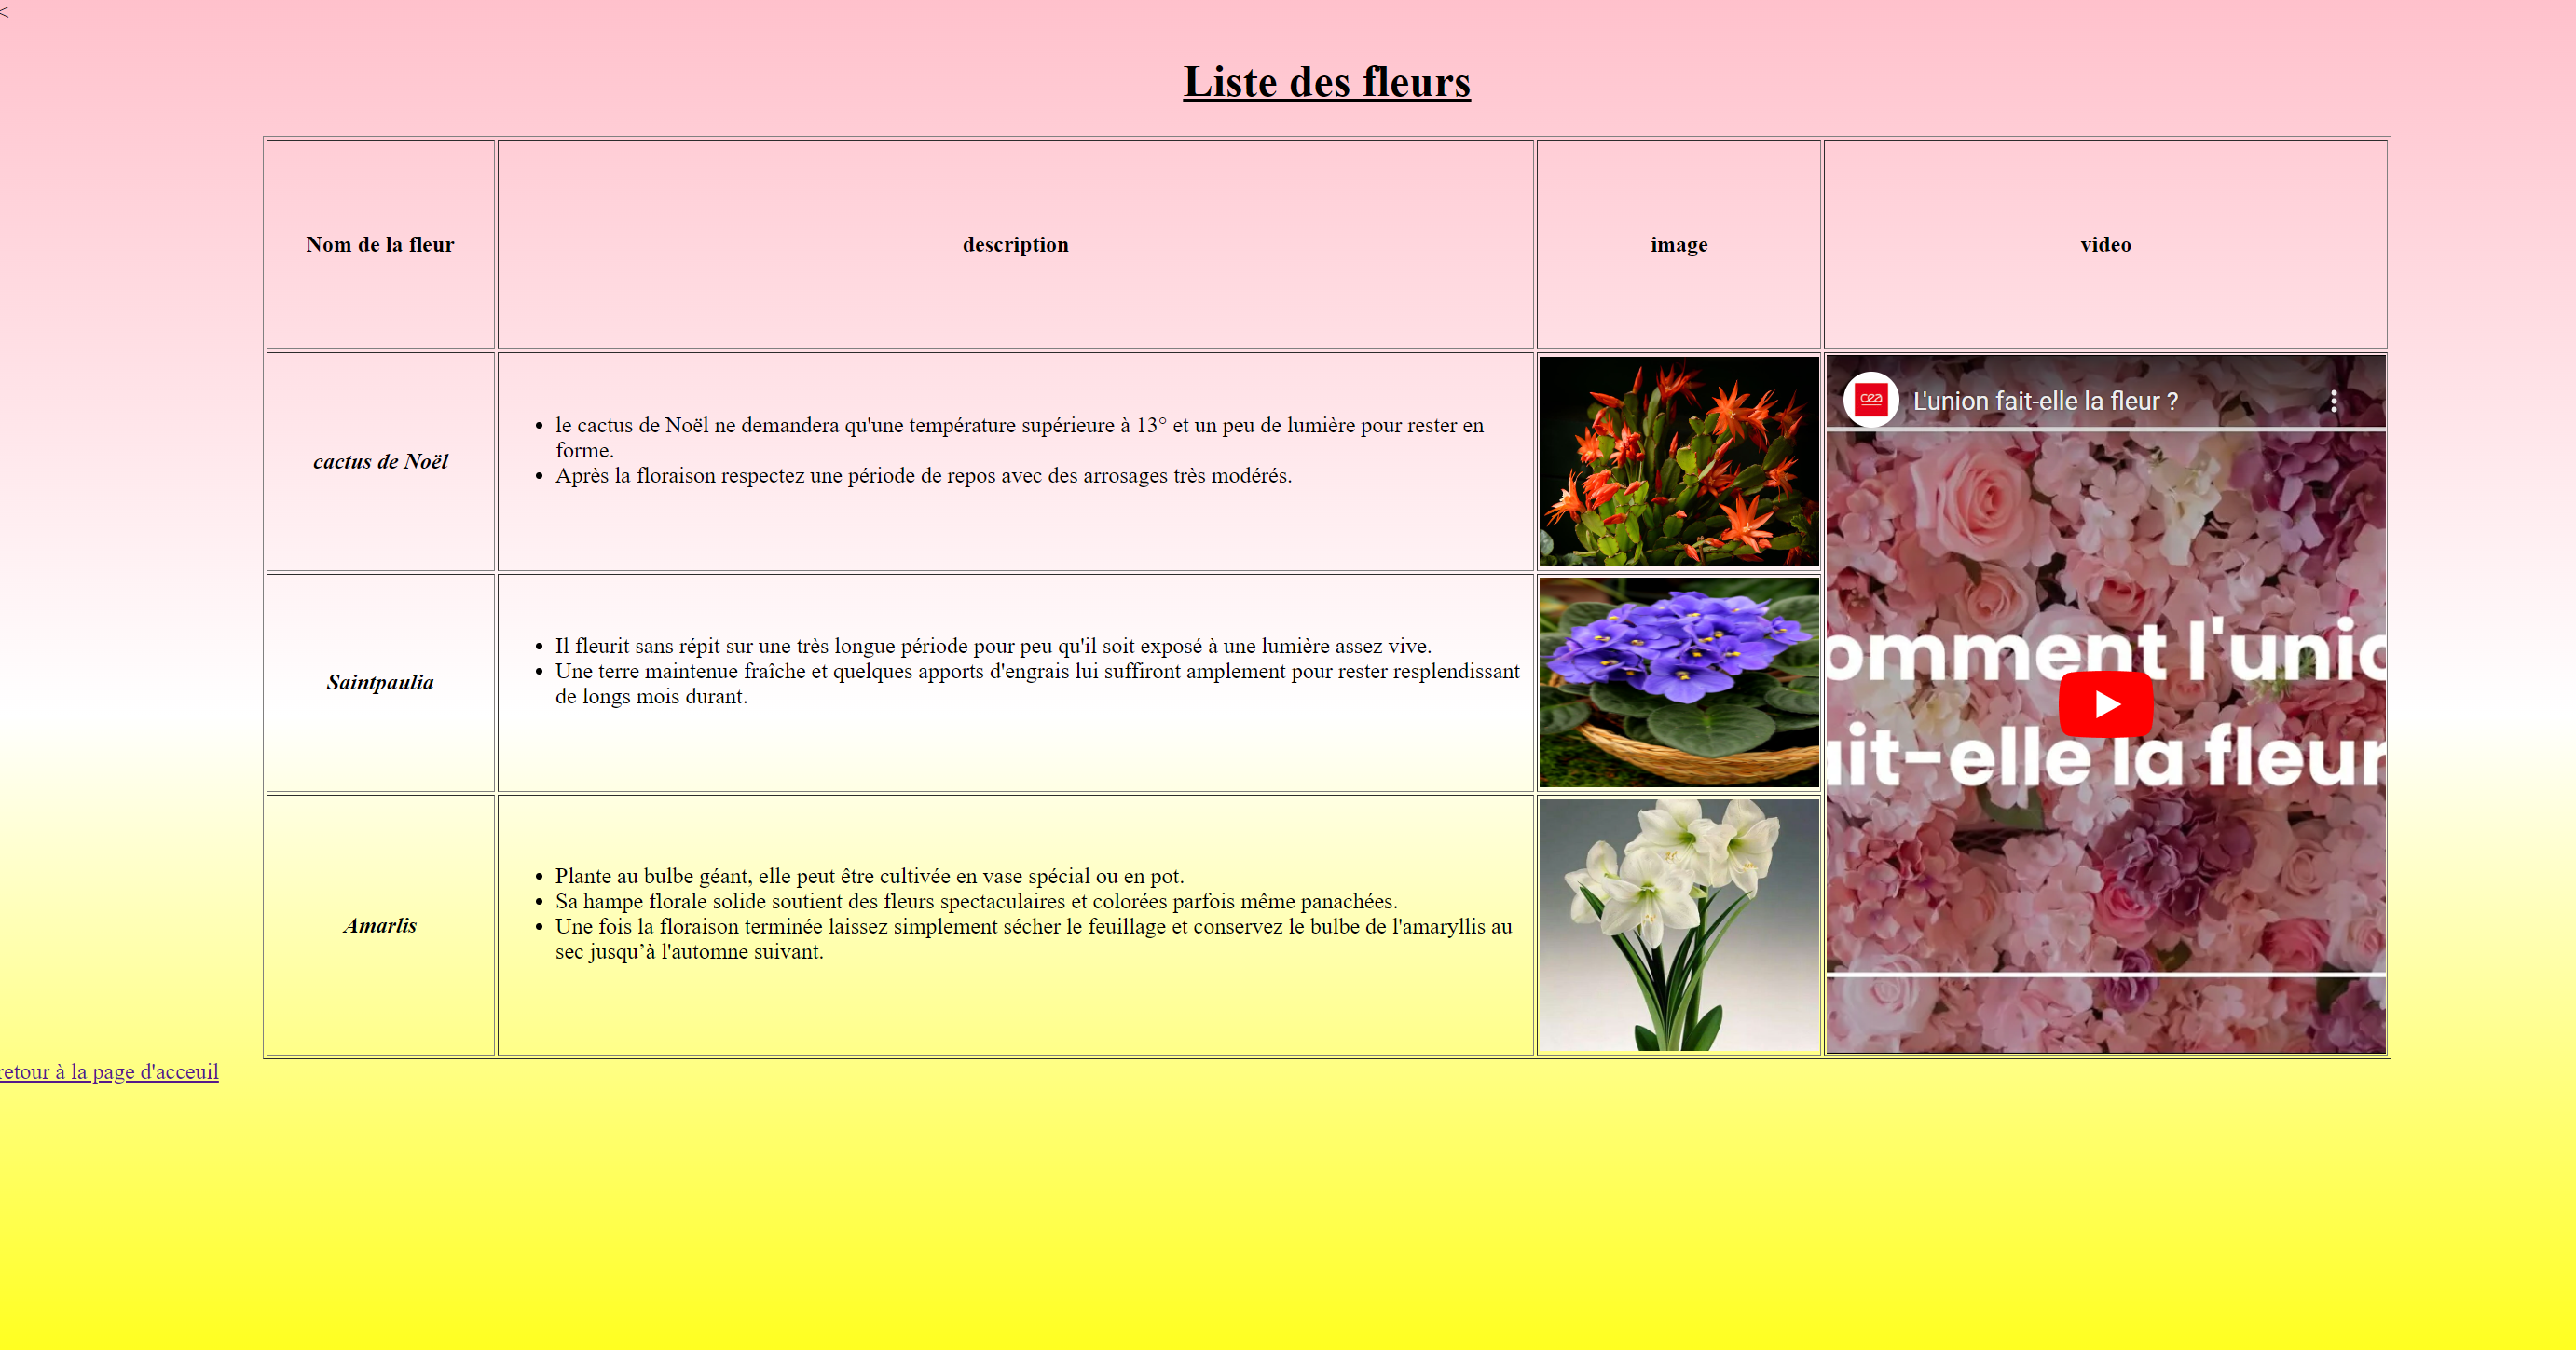 <
Liste des fleurs
Nom de la fleur
description
image
video
cactus de Noël
le cactus de Noël ne demandera qu'une température supérieure à 13° et un peu de lumière pour rester en
forme.
Après la floraison respectez une période de repos avec des arrosages très modérés.
cea
L'union fait-elle la fleur ?
omment l'unio
ait-elle la fleur
Saintpaulia
Il fleurit sans répit sur une très longue période pour peu qu'il soit exposé à une lumière assez vive.
Une terre maintenue fraîche et quelques apports d'engrais lui suffiront amplement pour rester resplendissant
de longs mois durant.
Amarlis
Plante au bulbe géant, elle peut être cultivée en vase spécial ou en pot.
Sa hampe florale solide soutient des fleurs spectaculaires et colorées parfois même panachées.
Une fois la floraison terminée laissez simplement sécher le feuillage et conservez le bulbe de l'amaryllis au
sec jusqu’à l'automne suivant.
retour à la page d'acceuil